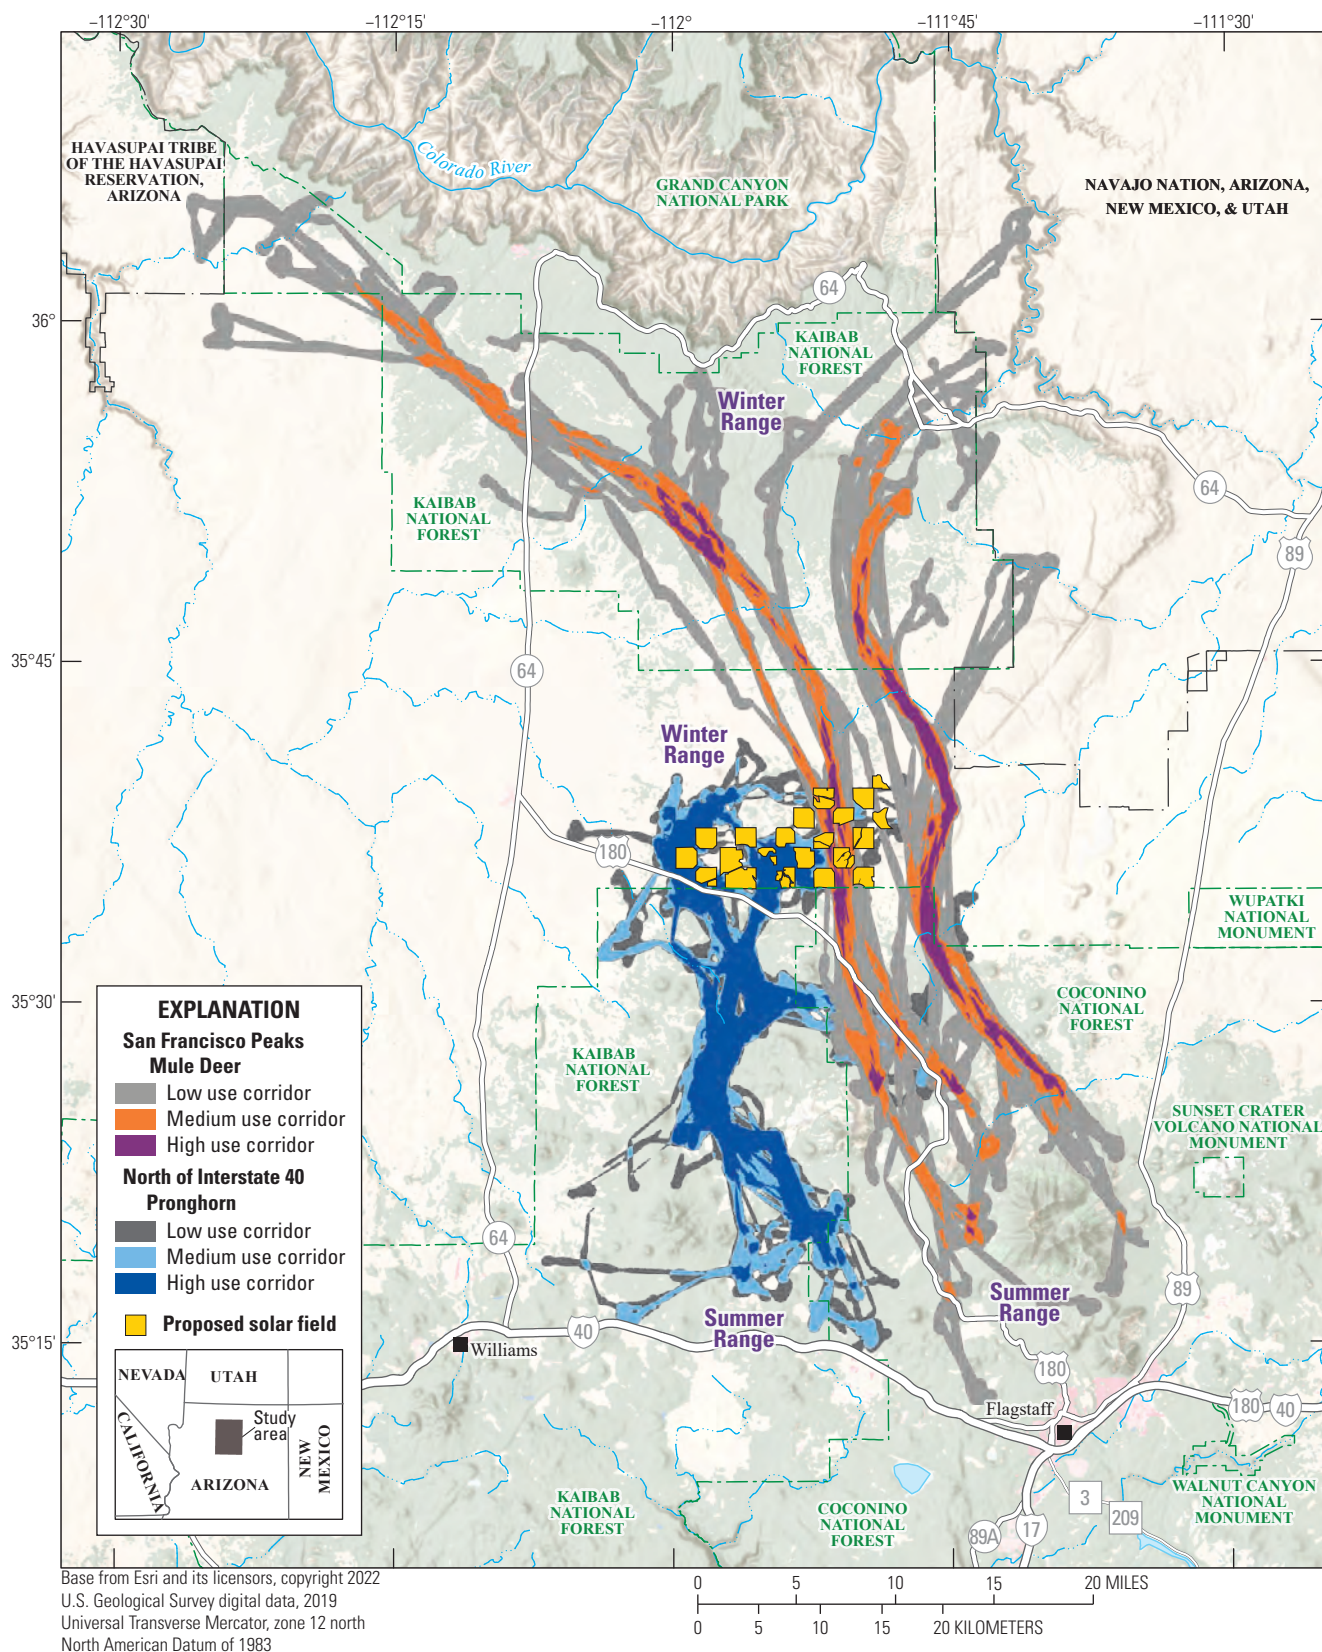 −112°30′
−112°15′
−112°
−111°45′
−111°30′
HAVASUPAI TRIBE
OF THE HAVASUPAI
RESERVATION,
ARIZONA
Colorado River
GRAND CANYON
NATIONAL PARK
NAVAJO NATION, ARIZONA,
NEW MEXICO, & UTAH
64
36°
KAIBAB
NATIONAL
FOREST
Winter
Range
KAIBAB
NATIONAL
FOREST
64
89
35°45′
64
Winter
Range
180
WUPATKI
NATIONAL
MONUMENT
35°30′
COCONINO
NATIONAL
FOREST
KAIBAB
NATIONAL
FOREST
SUNSET CRATER
VOLCANO NATIONAL
MONUMENT
EXPLANATION
San Francisco Peaks
Mule Deer
Low use corridor
Medium use corridor
High use corridor
North of Interstate 40
Pronghorn
Low use corridor
Medium use corridor
High use corridor
Proposed solar field
64
89
Summer
Range
Summer
Range
35°15′
40
Williams
180
Flagstaff
180
40
NEVADA
UTAH
CALIFORNIA
Study
area
ARIZONA
NEW
MEXICO
KAIBAB
NATIONAL
FOREST
COCONINO
NATIONAL
FOREST
WALNUT CANYON
NATIONAL
MONUMENT
3
209
89A
17
Base from Esri and its licensors, copyright 2022
U.S. Geological Survey digital data, 2019
Universal Transverse Mercator, zone 12 north
North American Datum of 1983
0 5 10 15 20 MILES
0 5 10 15 20 KILOMETERS